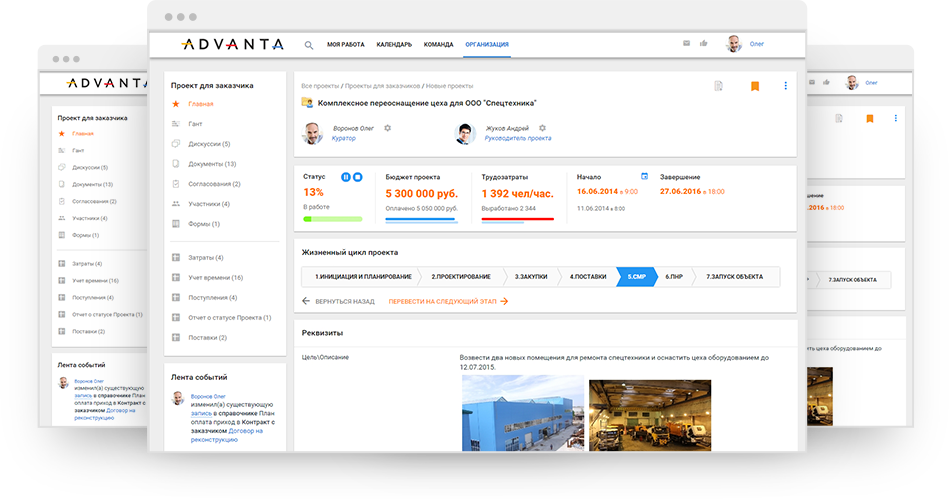 ADVANTA
МОЯ РАБОТА
КАЛЕНДАРЬ
КОМАНДА
ОРГАНИЗАЦИЯ
Олег
Проект для заказчика
Главная
Гант
Дискуссии (5)
Документы (13)
Согласования (2)
Участники (4)
Формы (1)
Затраты (4)
Учет времени (16)
Поступления (4)
Отчет о статусе Проекта (1)
Поставки (2)
Лента событий
Воронов Олег
изменил(а) существующую
запись в справочнике План
оплата приход в Контракт с
заказчиком Договор на
реконструкцию
Все проекты / Проекты для заказчиков / Новые проекты
Комплексное переоснащение цеха для ООО "Спецтехника"
Воронов Олег
Куратор
Жуков Андрей
Руководитель проекта
Статус
13%
В работе
Бюджет проекта
5 300 000 руб.
Оплачено 5 050 000 руб.
Трудозатраты
1 392 чел/час.
Выработано 2 344
Начало
16.06.2014 в 9:00
11.06.2014 в 8:00
Завершение
27.06.2016 в 18:00
Жизненный цикл проекта
1.ИНИЦИАЦИЯ И ПЛАНИРОВАНИЕ
2.ПРОЕКТИРОВАНИЕ
3.ЗАКУПКИ
4.ПОСТАВКИ
5.СМР
6.ПНР
7.ЗАПУСК ОБЪЕКТА
ВЕРНУТЬСЯ НАЗАД
ПЕРЕВЕСТИ НА СЛЕДУЮЩИЙ ЭТАП
Реквизиты
Цель\Описание
Возвести два новых помещения для ремонта спецтехники и оснастить цеха оборудованием до
12.07.2015.
ADVANTA
Проект для заказчика
Главная
Гант
Дискуссии (5)
Документы (13)
Согласования (2)
Участники (4)
Формы (1)
Затраты (4)
Учет времени (16)
Поступления (4)
Отчет о статусе Проекта (1)
Поставки (2)
Лента событий
Воронов Олег
изменил(а) существующую
запись в справочнике План
оплата приход в Контракт с
заказчиком Договор на
реконструкцию
Олег
.2016 в 18:00
7.ЗАПУСК ОБЪЕКТА
цеха оборудованием до